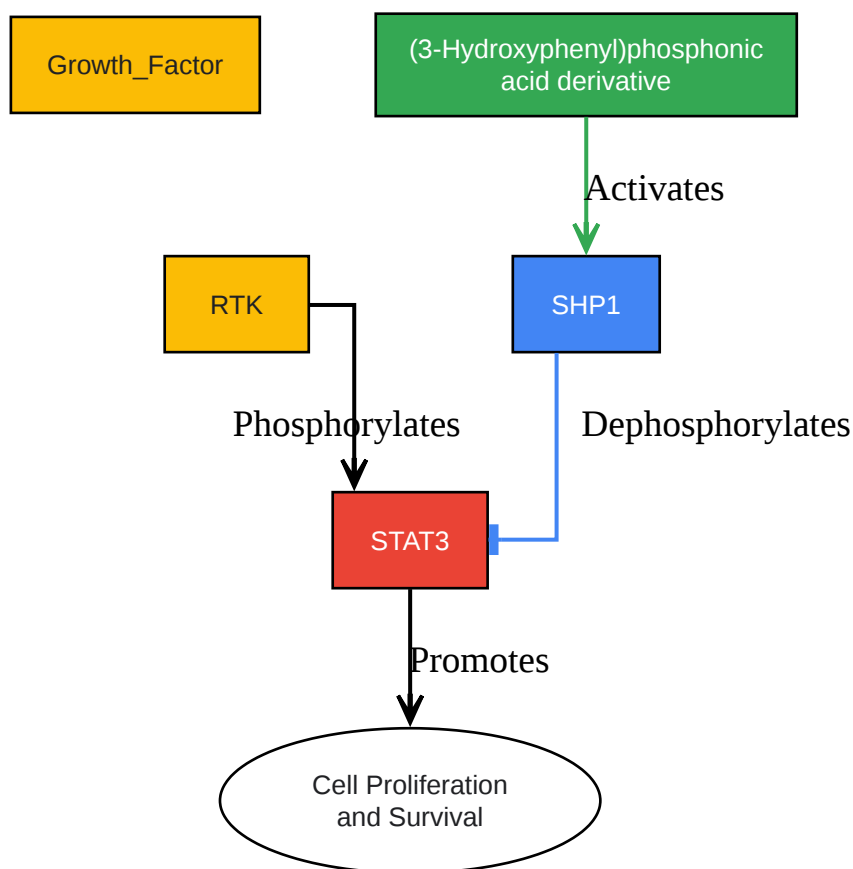 Growth_Factor
(3-Hydroxyphenyl)phosphonic
acid derivative
Activates
RTK
SHP1
Phosphorylates
Dephosphorylates
STAT3
Promotes
Cell Proliferation
and Survival